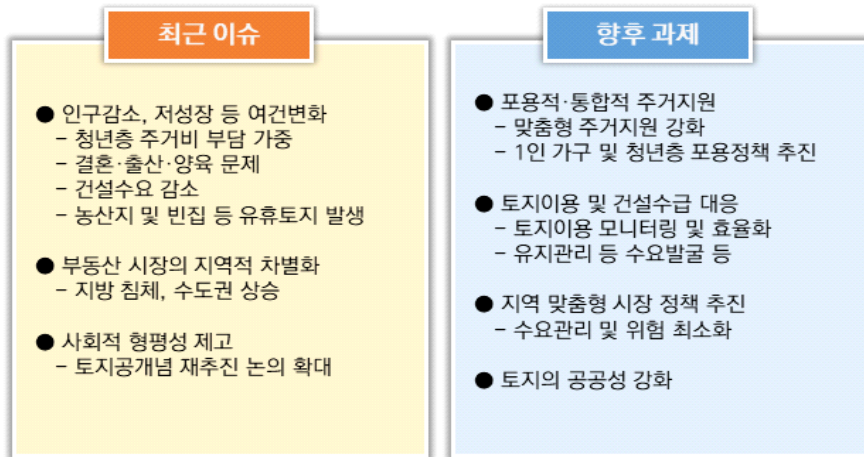 최근 이슈
● 인구감소, 저성장 등 여건변화
- 청년층 주거비 부담 가중
- 결혼·출산·양육 문제
- 건설수요 감소
- 농산지 및 빈집 등 유휴토지 발생
● 부동산 시장의 지역적 차별화
- 지방 침체, 수도권 상승
● 사회적 형평성 제고
- 토지공개념 재추진 논의 확대
향후 과제
● 포용적·통합적 주거지원
- 맞춤형 주거지원 강화
- 1인 가구 및 청년층 포용정책 추진
● 토지이용 및 건설수급 대응
- 토지이용 모니터링 및 효율화
- 유지관리 등 수요발굴 등
● 지역 맞춤형 시장 정책 추진
- 수요관리 및 위험 최소화
● 토지의 공공성 강화